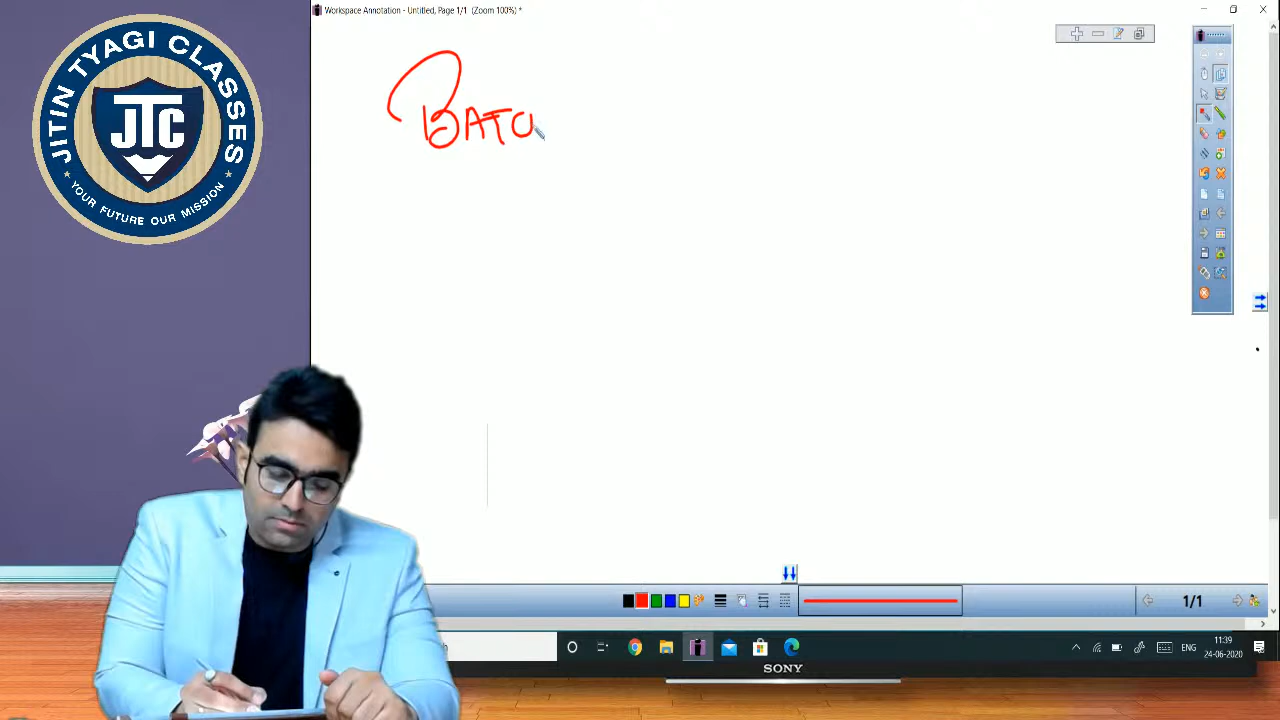 Workspace Annotation - Untitled, Page 1/1 (Zoom 100%) *
JITIN TYAGI CLASSES
JTC
YOUR FUTURE OUR MISSION
BATC
1/1
11:39
ENG
24-06-2020
SONY